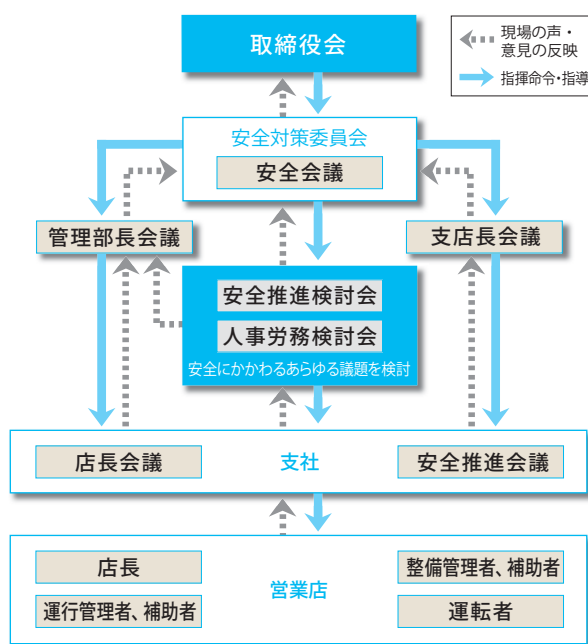 取締役会
現場の声・
意見の反映
指揮命令・指導
安全対策委員会
安全会議
管理部長会議
支店長会議
安全推進検討会
人事労務検討会
安全にかかわるあらゆる議題を検討
店長会議
支社
安全推進会議
店長
整備管理者、補助者
営業店
運行管理者、補助者
運転者